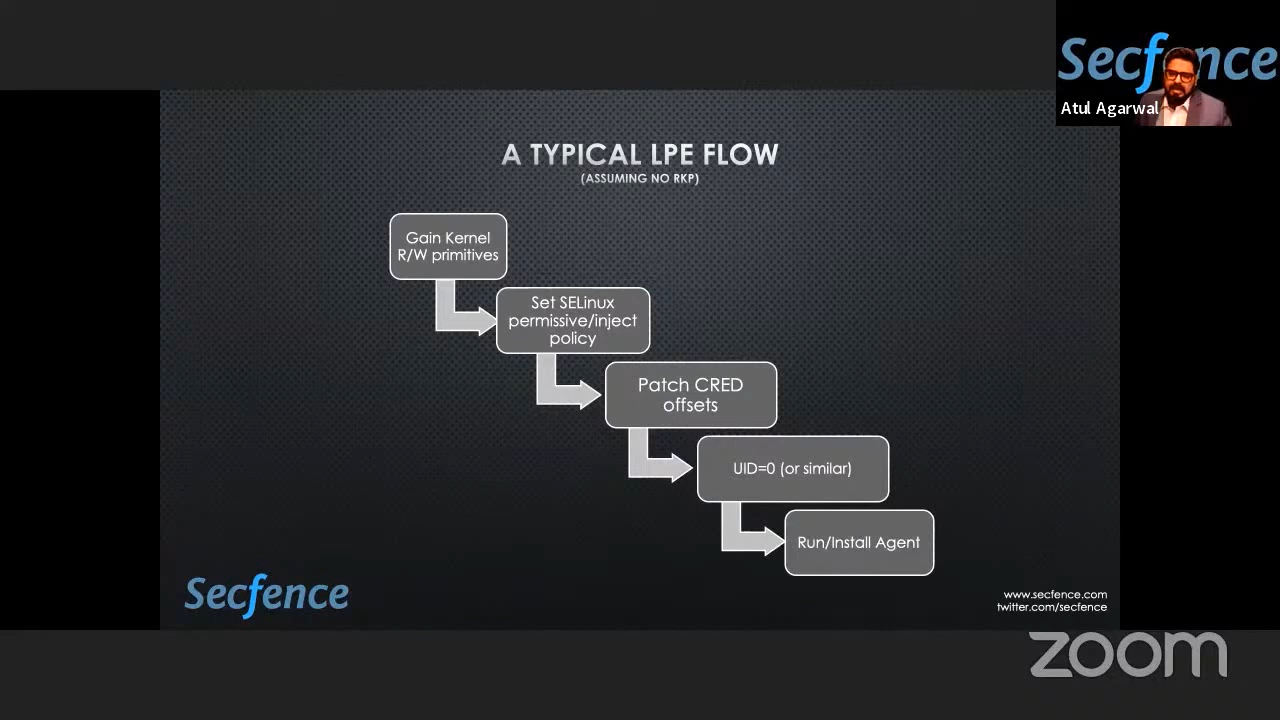 Secfence
Atul Agarwal
A TYPICAL LPE FLOW
(ASSUMING NO RKP)
Gain Kernel
R/W primitives
Set SELinux
permissive/inject
policy
Patch CRED
offsets
UID=0 (or similar)
Run/Install Agent
Secfence
www.secfence.com
twitter.com/secfence
zoom